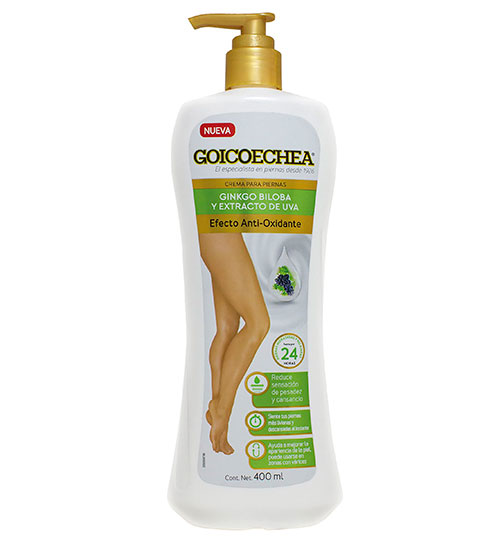 NUEVA
GOICOECHEA®
El especialista en piernas desde 1926
CREMA PARA PIERNAS
GINKGO BILOBA
Y EXTRACTO DE UVA
Efecto Anti-Oxidante
24
HORAS
Reduce
sensación
de pesadez
y cansancio
Siente tus piernas
más livianas y
descansadas al instante
Ayuda a mejorar la
apariencia de la piel,
puede usarse en
zonas con várices
Cont. Net. 400 ml